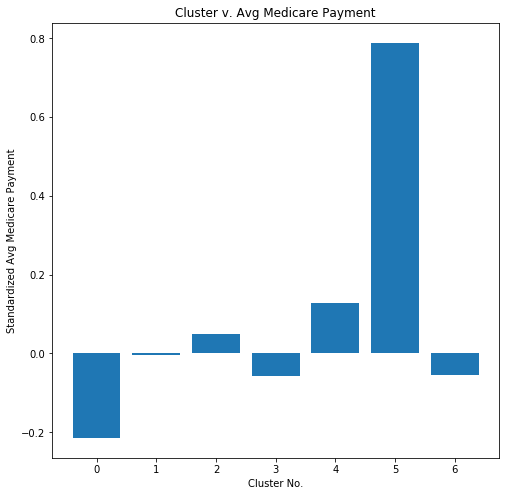 Cluster v. Avg Medicare Payment
0.8
0.6
0.4
0.2
0.0
−0.2
Standardized Avg Medicare Payment
0 1 2 3 4 5 6
Cluster No.